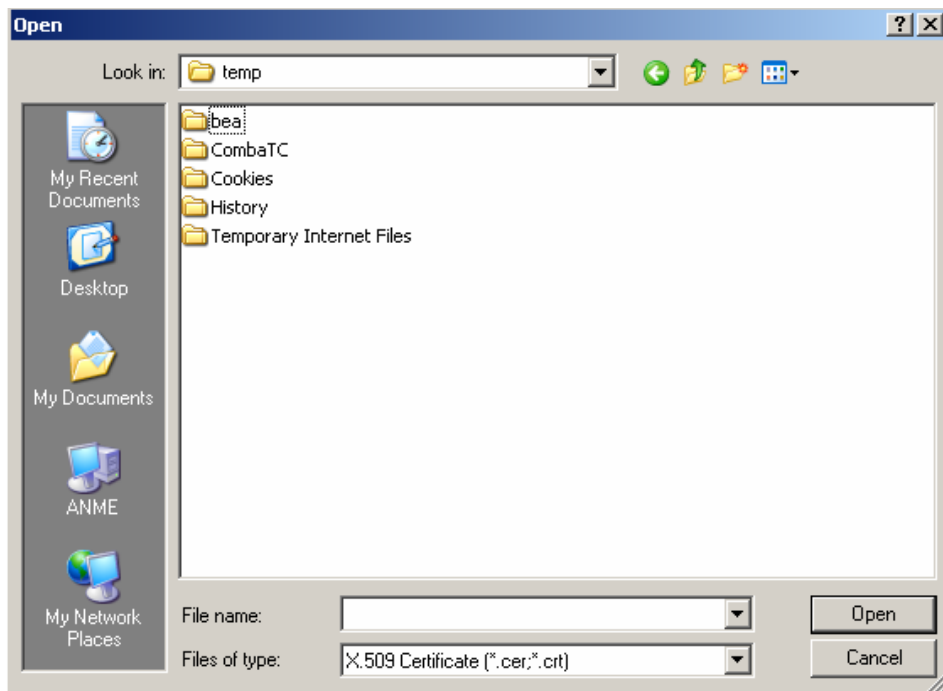 Open
Look in: temp
My Recent
Documents
Desktop
My Documents
ANME
My Network
Places
bea
CombaTC
Cookies
History
Temporary Internet Files
File name: Open
Files of type: X.509 Certificate (*.cer;*.crt) Cancel